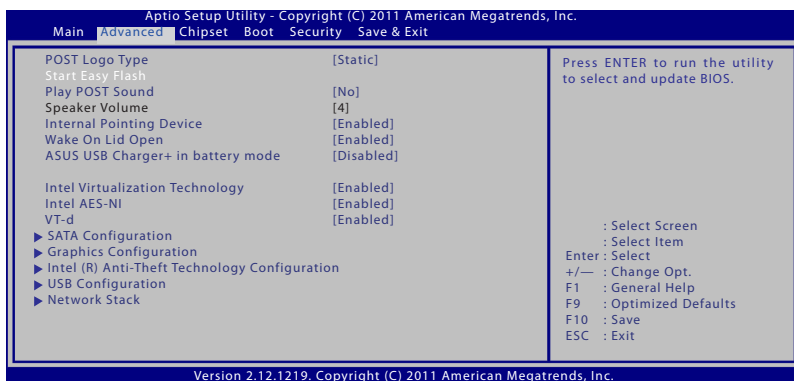 Aptio Setup Utility - Copyright (C) 2011 American Megatrends, Inc.
Main Advanced Chipset Boot Security Save & Exit
POST Logo Type [Static]
Start Easy Flash
Play POST Sound [No]
Speaker Volume [4]
Internal Pointing Device [Enabled]
Wake On Lid Open [Enabled]
ASUS USB Charger+ in battery mode [Disabled]
Intel Virtualization Technology [Enabled]
Intel AES-NI [Enabled]
VT-d [Enabled]
SATA Configuration
Graphics Configuration
Intel (R) Anti-Theft Technology Configuration
USB Configuration
Network Stack
Press ENTER to run the utility
to select and update BIOS.
: Select Screen
: Select Item
Enter : Select
+/— : Change Opt.
F1 : General Help
F9 : Optimized Defaults
F10 : Save
ESC : Exit
Version 2.12.1219. Copyright (C) 2011 American Megatrends, Inc.